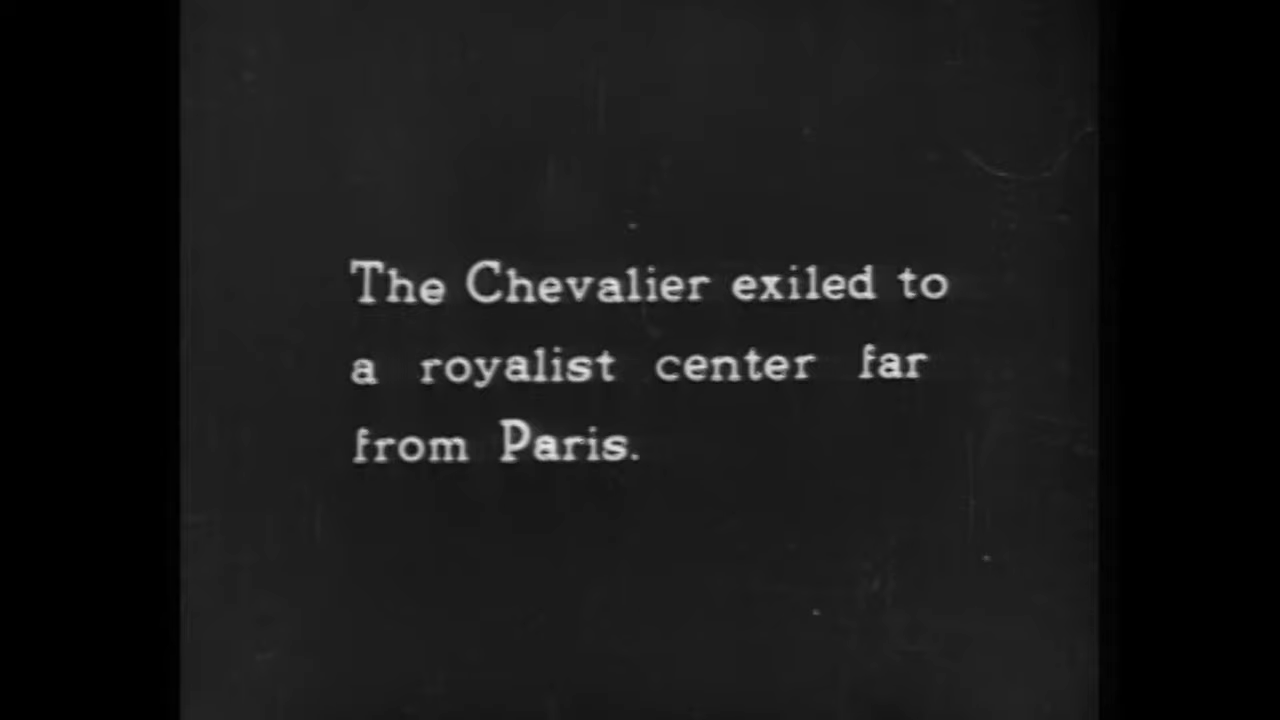 The Chevalier exiled to
a royalist center far
from Paris.